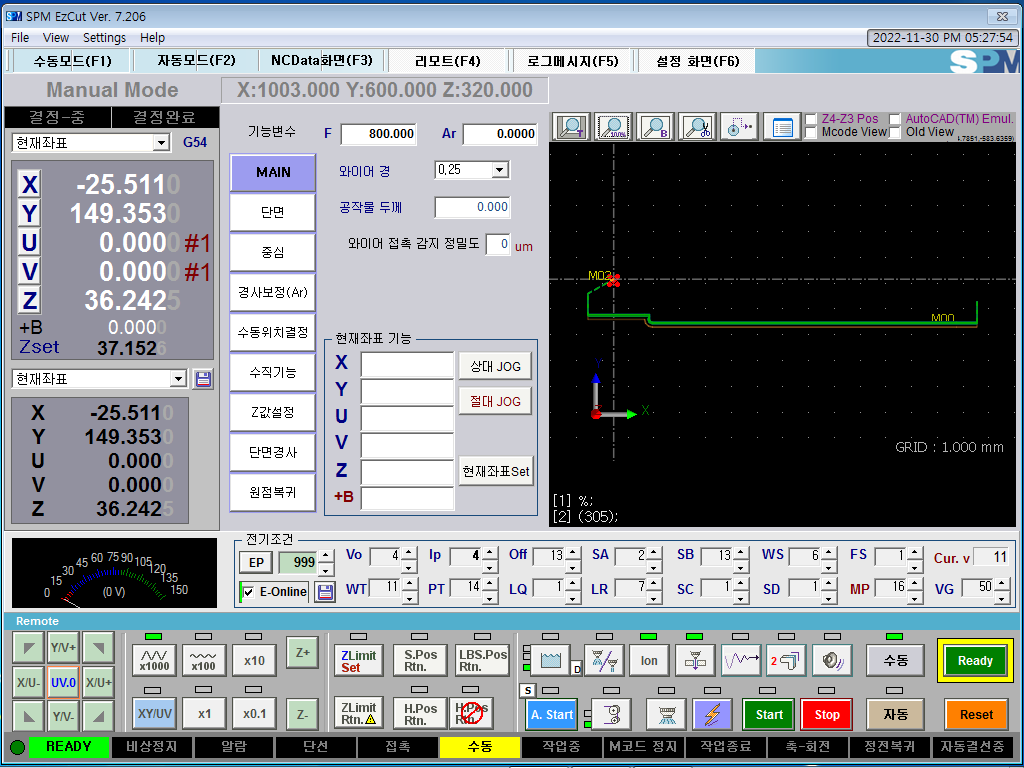 SPM EzCut Ver. 7.206
File View Settings Help
2022-11-30 PM 05:27:54
수동모드(F1) 자동모드(F2) NCData화면(F3) 리모트(F4) 로그메시지(F5) 설정 화면(F6) SPM
Manual Mode X:1003.000 Y:600.000 Z:320.000
결정-중 결정완료
현재좌표 G54
X -25.5110
Y 149.3530
U 0.0000 #1
V 0.0000 #1
Z 36.2425
+B 0.0000
Zset 37.1526
현재좌표
X -25.5110
Y 149.3530
U 0.0000
V 0.0000
Z 36.2425
기능변수 F 800.000 Ar 0.0000
MAIN
단면
중심
경사보정(Ar)
수동위치결정
수직기능
Z값설정
단면경사
원점복귀
와이어 경 0,25
공작물 두께 0.000
와이어 접촉 감지 정밀도 0 um
현재좌표 기능
X
Y
U
V
Z
+B
상대 JOG
절대 JOG
현재좌표Set
T 100% B
Z4-Z3 Pos AutoCAD(TM) Emul.
Mcode View Old View
M02
M00
Y
X
GRID : 1.000 mm
[1] %;
[2] (305);
0 15 30 45 60 75 90 105 120 135 150
(0 V)
전기조건
EP 999 Vo 4 Ip 4 Off 13 SA 2 SB 13 WS 6 FS 1 Cur. v 11
E-Online WT 11 PT 14 LQ 1 LR 7 SC 1 SD 1 MP 16 VG 50
Remote
Y/V+
X/U- UV.0 X/U+
Y/V-
x1000 x100 x10 Z+
XY/UV x1 x0.1 Z-
ZLimit Set S.Pos Rtn. LBS.Pos Rtn.
ZLimit Rtn. H.Pos Rtn.
D Ion 2 수동 Ready
S A. Start Start Stop 자동 Reset
READY 비상정지 알람 단선 접촉 수동 작업중 M코드 정지 작업종료 축-회전 정전복귀 자동결선중